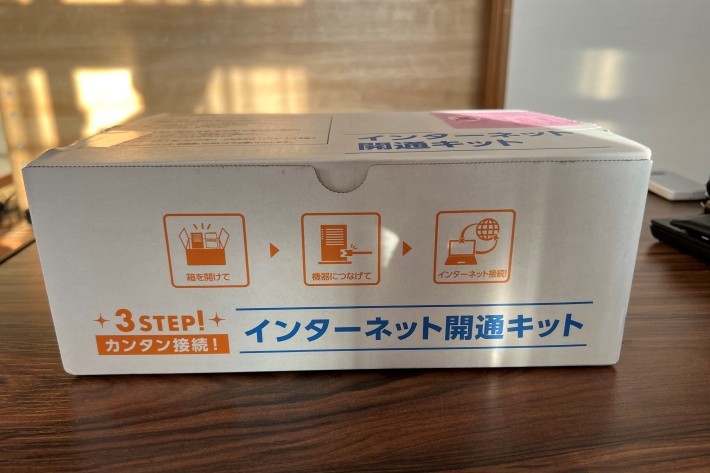 インターネット
開通キット
箱を開けて
機器につなげて
インターネット接続!
3 STEP!
カンタン接続!
インターネット開通キット